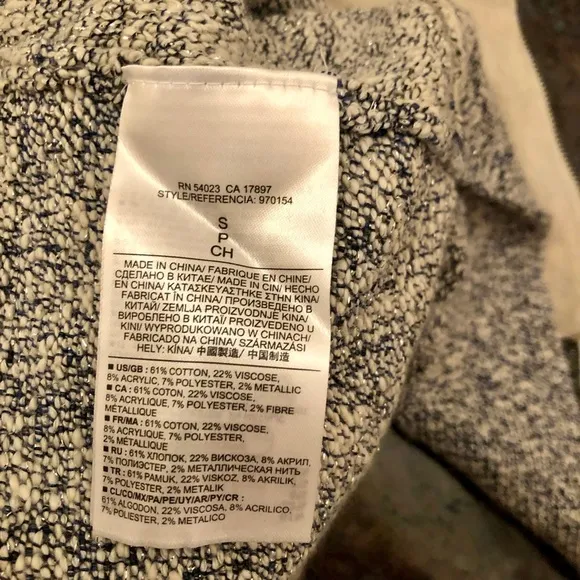 RN 54023 CA 17897
STYLE/REFERENCIA: 970154
S
P
CH
MADE IN CHINA/ FABRIQUE EN CHINE/
СДЕЛАНО В КИТАЕ/ MADE IN CIN/ HECHO
EN CHINA/ ΚΑΤΑΣΚΕΥΑΣΤΗΚΕ ΣΤΗΝ ΚΙΝΑ/
FABRICAT ÎN CHINA/ ПРОИЗВЕДЕНО В
КИТАЙ/ ZEMLJA PROIZVODNJE KINA/
ВИРОБЛЕНО В КИТАЇ/ PROIZVEDENO U
KINI/ WYPRODUKOWANO W CHINACH/
FABRICADO NA CHINA/ SZÁRMAZÁSI
HELY: KÍNA/ 中國製造/ 中国制造
■ US/GB : 61% COTTON, 22% VISCOSE,
8% ACRYLIC, 7% POLYESTER, 2% METALLIC
■ CA : 61% COTTON, 22% VISCOSE,
8% ACRYLIQUE, 7% POLYESTER, 2% FIBRE
MÉTALLIQUE
■ FR/MA : 61% COTON, 22% VISCOSE,
8% ACRYLIQUE, 7% POLYESTER,
2% MÉTALLIQUE
■ RU : 61% ХЛОПОК, 22% ВИСКОЗА, 8% АКРИЛ,
7% ПОЛИЭСТЕР, 2% МЕТАЛЛИЧЕСКАЯ НИТЬ
■ TR : 61% PAMUK, 22% VISKOZ, 8% AKRILIK,
7% POLYESTER, 2% METALIK
■ CL/CO/MX/PA/PE/UY/AR/PY/CR :
61% ALGODON, 22% VISCOSA, 8% ACRILICO,
7% POLIESTER, 2% METALICO